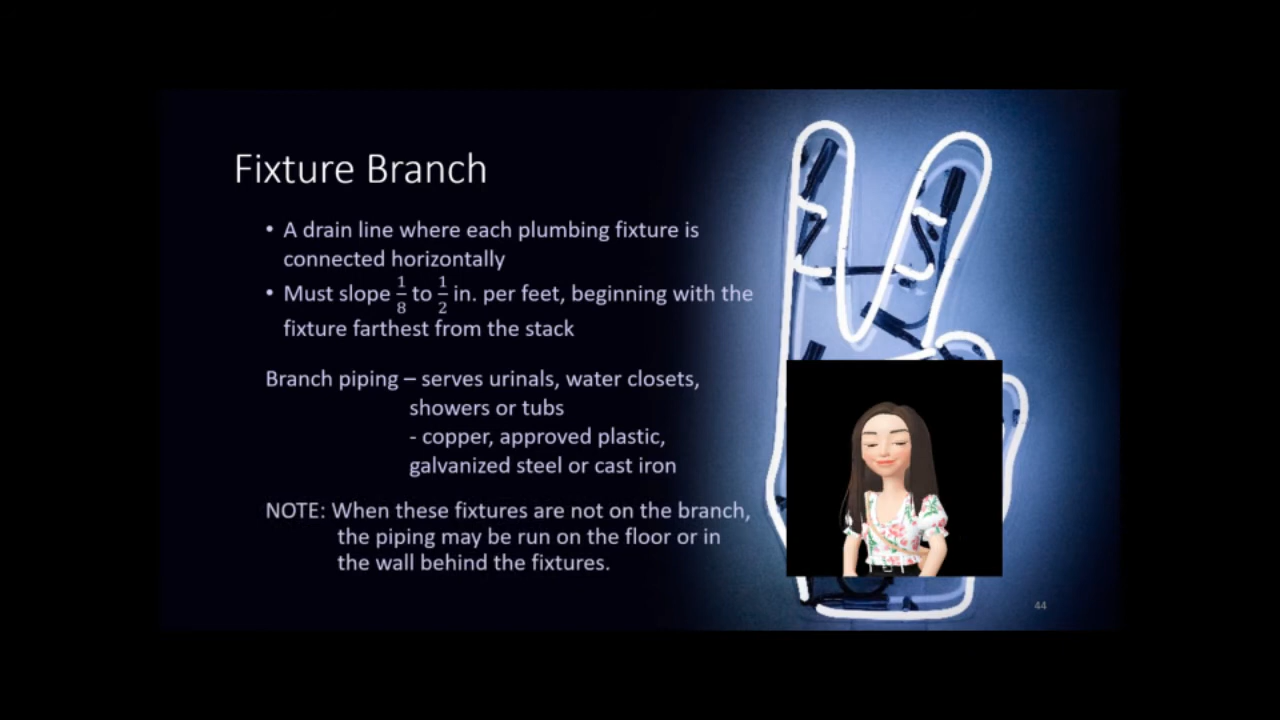 Fixture Branch
• A drain line where each plumbing fixture is
connected horizontally
• Must slope 1/8 to 1/2 in. per feet, beginning with the
fixture farthest from the stack
Branch piping – serves urinals, water closets,
showers or tubs
- copper, approved plastic,
galvanized steel or cast iron
NOTE: When these fixtures are not on the branch,
the piping may be run on the floor or in
the wall behind the fixtures.
44